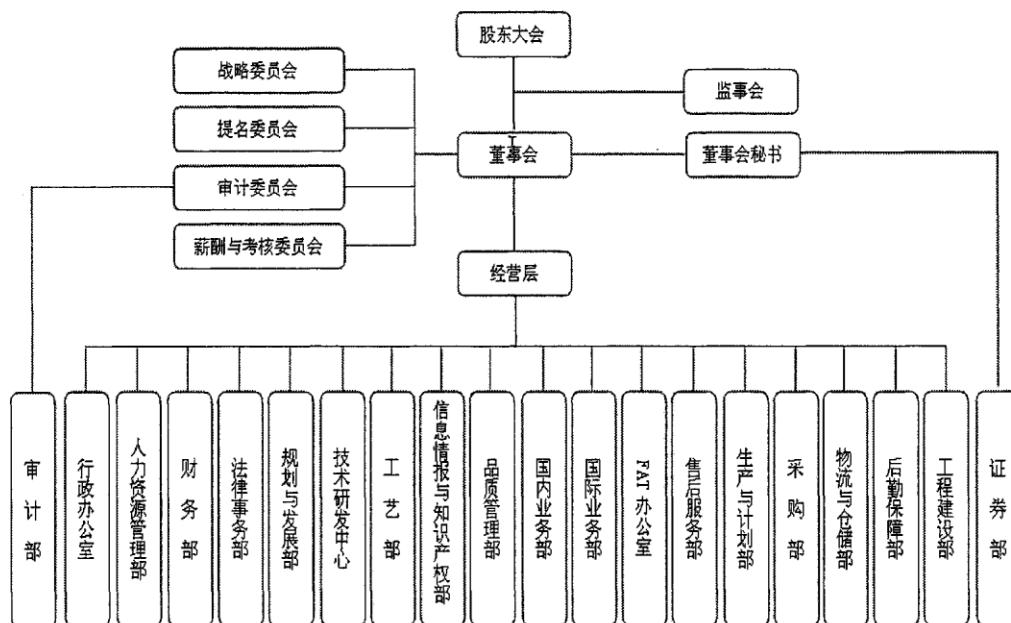 股东大会
战略委员会
监事会
提名委员会
董事会
董事会秘书
审计委员会
薪酬与考核委员会
经营层
审计部
行政办公室
人力资源管理部
财务部
法律事务部
规划与发展部
技术研发中心
工艺部
信息情报与知识产权部
品质管理部
国内业务部
国际业务部
FAT办公室
售后服务部
生产与计划部
采购部
物流与仓储部
后勤保障部
工程建设部
证券部